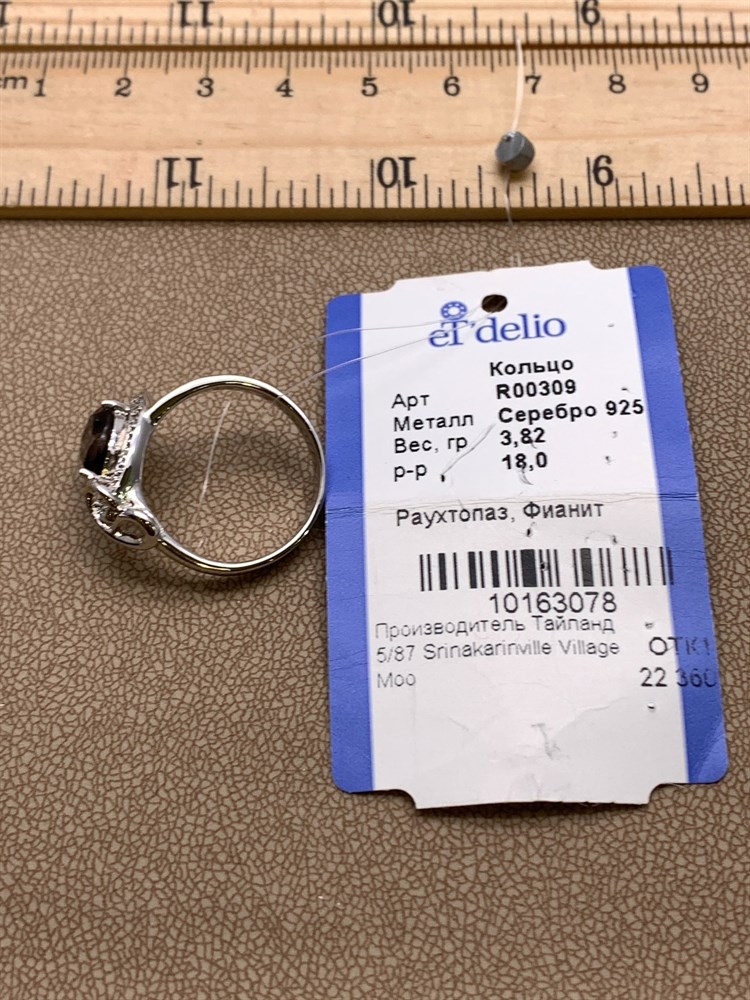 11 10 9
cm 1 2 3 4 5 6 7 8 9
11 10 9
eT'delio
Кольцо
Арт R00309
Металл Серебро 925
Вес, гр 3,82
р-р 18,0
Раухтопаз, Фианит
10163078
Производитель Тайланд
5/87 Srinakarinville Village ОТК1
Moo 22 360